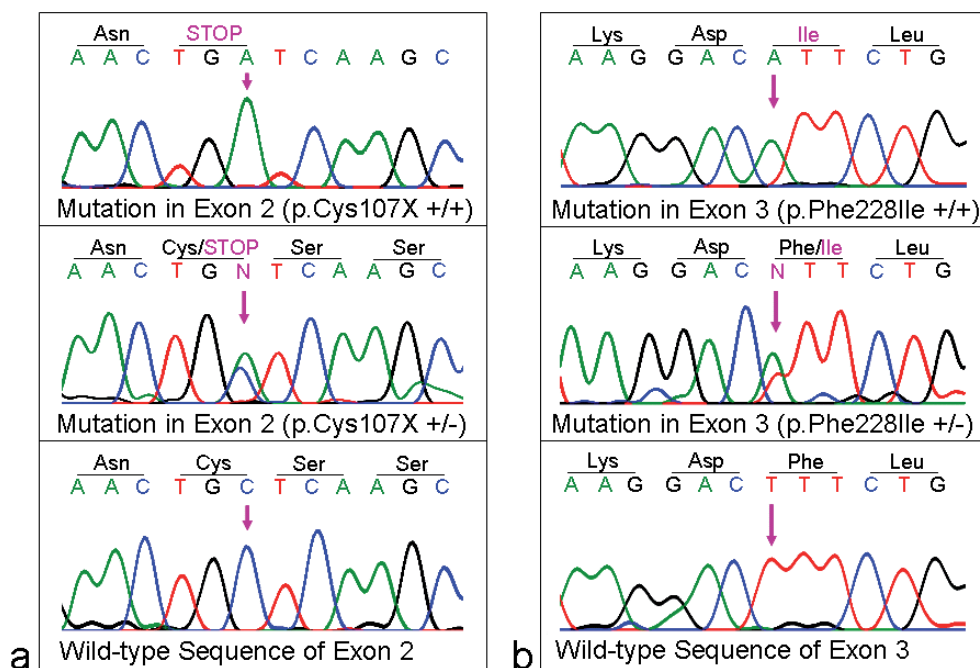 Asn STOP
A A C T G A T C A A G C
Mutation in Exon 2 (p.Cys107X +/+)
Asn Cys/STOP Ser Ser
A A C T G N T C A A G C
Mutation in Exon 2 (p.Cys107X +/-)
Asn Cys Ser Ser
A A C T G C T C A A G C
a Wild-type Sequence of Exon 2
Lys Asp Ile Leu
A A G G A C A T T C T G
Mutation in Exon 3 (p.Phe228Ile +/+)
Lys Asp Phe/Ile Leu
A A G G A C N T T C T G
Mutation in Exon 3 (p.Phe228Ile +/-)
Lys Asp Phe Leu
A A G G A C T T T C T G
b Wild-type Sequence of Exon 3